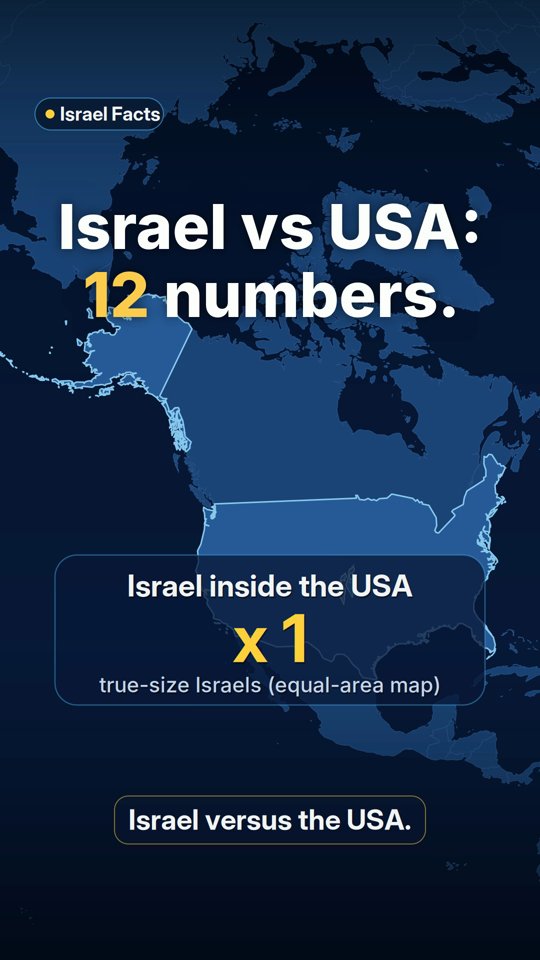 Israel Facts
Israel vs USA:
12 numbers.
Israel inside the USA
x 1
true-size Israels (equal-area map)
Israel versus the USA.